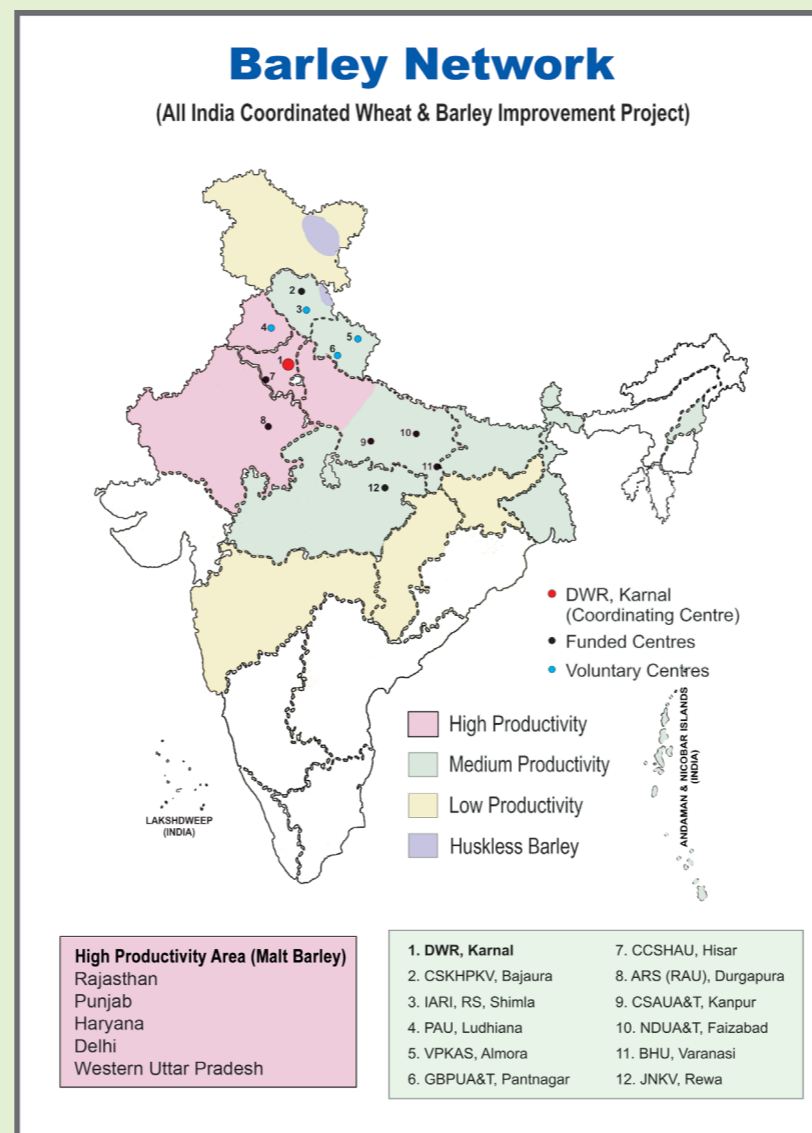 Barley Network
(All India Coordinated Wheat & Barley Improvement Project)
2
3
4
5
6
1
7
8
9
10
11
12
DWR, Karnal
(Coordinating Centre)
Funded Centres
Voluntary Centres
High Productivity
Medium Productivity
Low Productivity
Huskless Barley
LAKSHDWEEP
(INDIA)
ANDAMAN & NICOBAR ISLANDS
(INDIA)
High Productivity Area (Malt Barley)
Rajasthan
Punjab
Haryana
Delhi
Western Uttar Pradesh
1. DWR, Karnal
2. CSKHPKV, Bajaura
3. IARI, RS, Shimla
4. PAU, Ludhiana
5. VPKAS, Almora
6. GBPUA&T, Pantnagar
7. CCSHAU, Hisar
8. ARS (RAU), Durgapura
9. CSAUA&T, Kanpur
10. NDUA&T, Faizabad
11. BHU, Varanasi
12. JNKV, Rewa